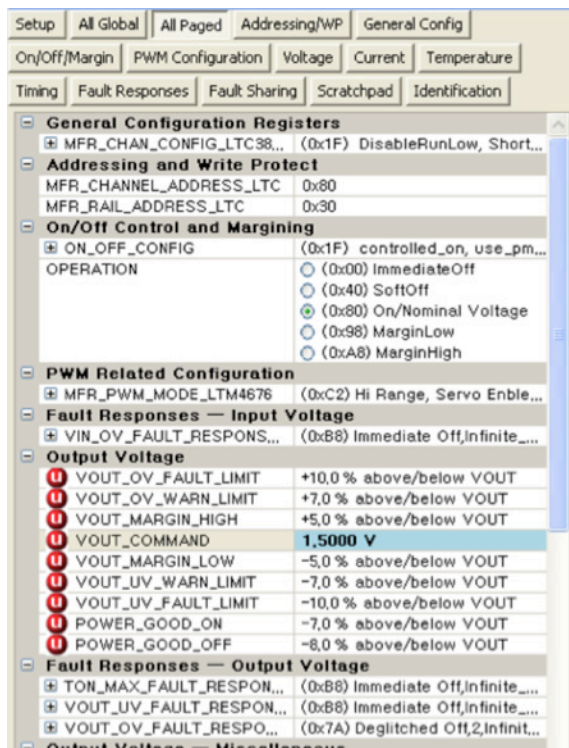 Setup All Global All Paged Addressing/WP General Config
On/Off/Margin PWM Configuration Voltage Current Temperature
Timing Fault Responses Fault Sharing Scratchpad Identification
General Configuration Registers
MFR_CHAN_CONFIG_LTC38... (0x1F) DisableRunLow, Short...
Addressing and Write Protect
MFR_CHANNEL_ADDRESS_LTC 0x80
MFR_RAIL_ADDRESS_LTC 0x30
On/Off Control and Margining
ON_OFF_CONFIG (0x1F) controlled_on, use_pm...
OPERATION (0x00) ImmediateOff
(0x40) SoftOff
(0x80) On/Nominal Voltage
(0x98) MarginLow
(0xA8) MarginHigh
PWM Related Configuration
MFR_PWM_MODE_LTM4676 (0xC2) Hi Range, Servo Enble...
Fault Responses — Input Voltage
VIN_OV_FAULT_RESPONS... (0xB8) Immediate Off,Infinite_...
Output Voltage
U VOUT_OV_FAULT_LIMIT +10,0 % above/below VOUT
U VOUT_OV_WARN_LIMIT +7,0 % above/below VOUT
U VOUT_MARGIN_HIGH +5,0 % above/below VOUT
U VOUT_COMMAND 1,5000 V
U VOUT_MARGIN_LOW -5,0 % above/below VOUT
U VOUT_UV_WARN_LIMIT -7,0 % above/below VOUT
U VOUT_UV_FAULT_LIMIT -10,0 % above/below VOUT
U POWER_GOOD_ON -7,0 % above/below VOUT
U POWER_GOOD_OFF -8,0 % above/below VOUT
Fault Responses — Output Voltage
TON_MAX_FAULT_RESPON... (0xB8) Immediate Off,Infinite_...
VOUT_UV_FAULT_RESPON... (0xB8) Immediate Off,Infinite_...
VOUT_OV_FAULT_RESPO... (0x7A) Deglitched Off,2,Infinit...
Output Voltage — Miscellaneous